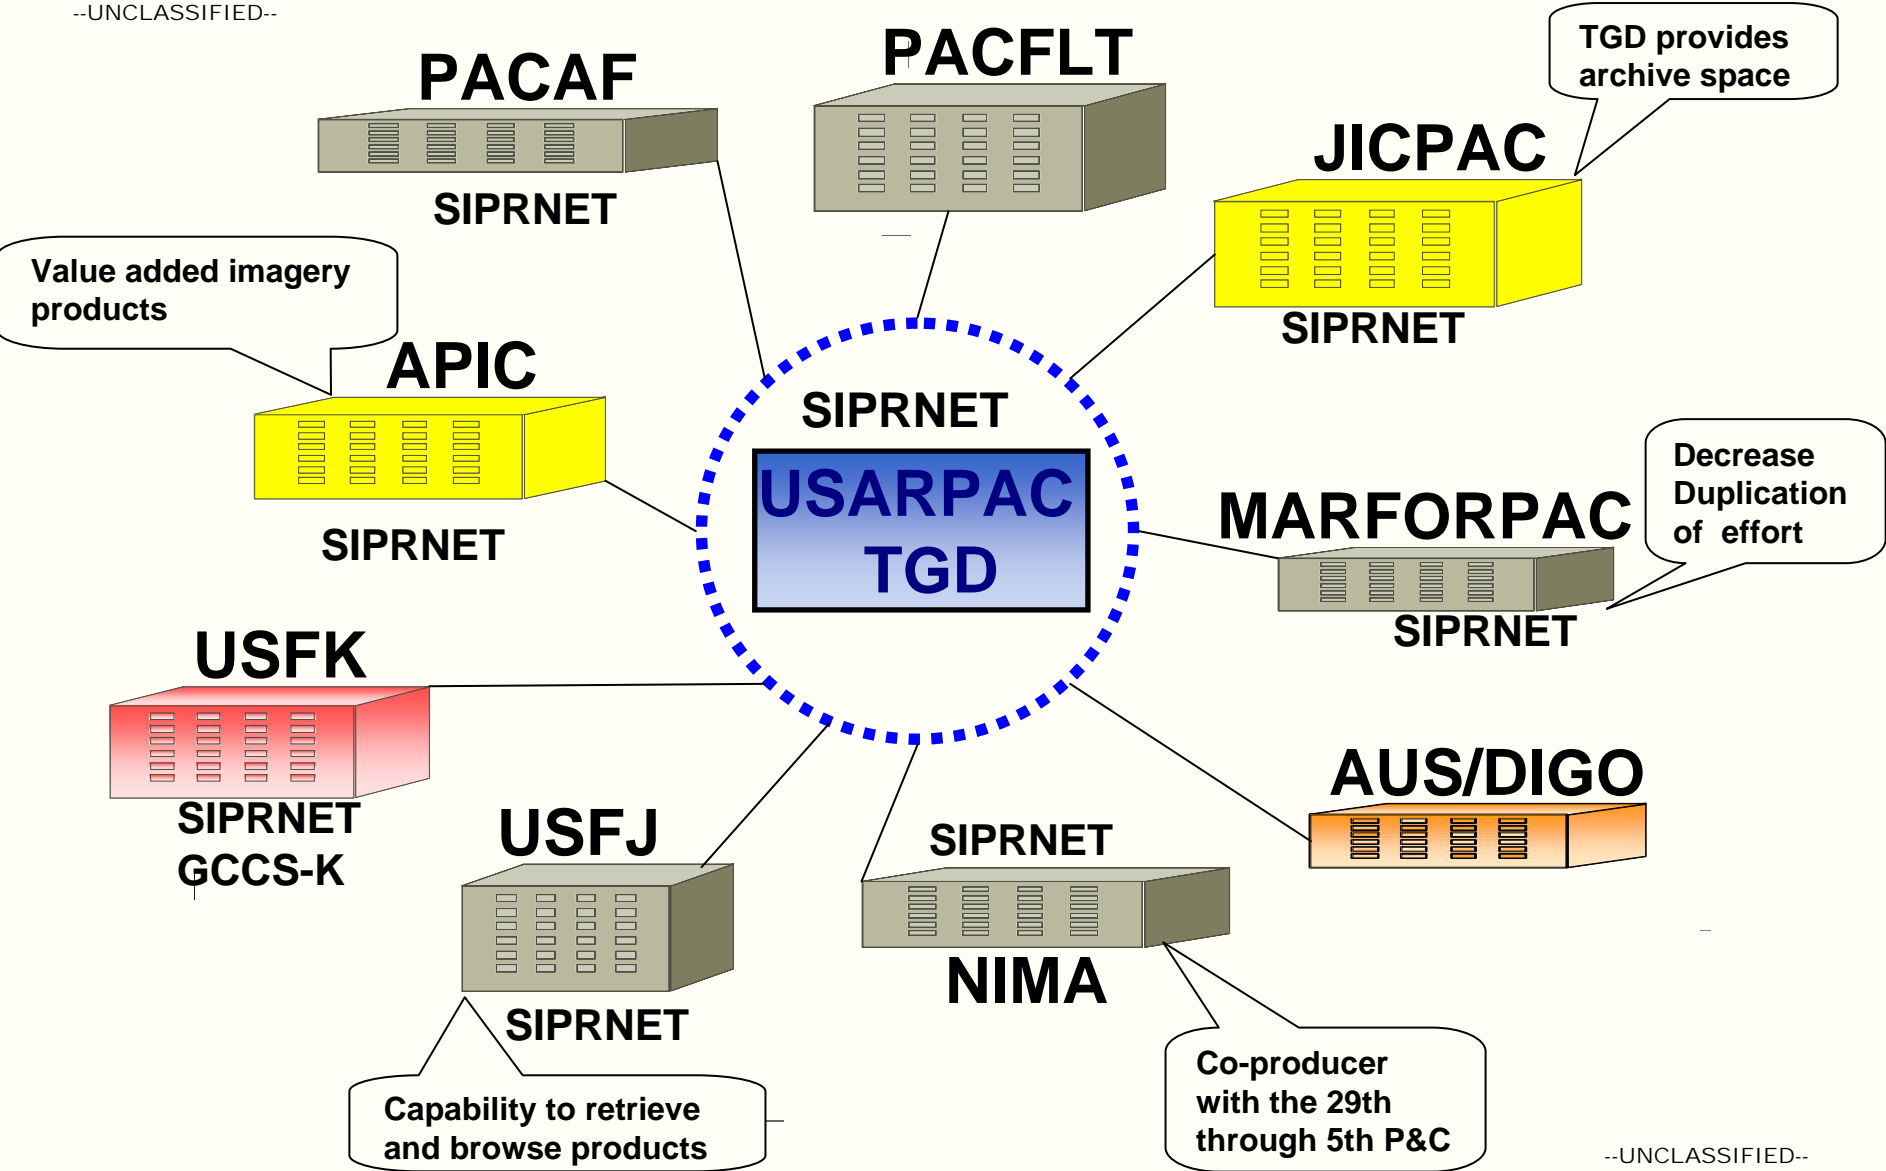 --UNCLASSIFIED--
PACAF
SIPRNET
PACFLT
TGD provides
archive space
JICPAC
SIPRNET
Value added imagery
products
APIC
SIPRNET
SIPRNET
USARPAC
TGD
Decrease
Duplication
of effort
MARFORPAC
SIPRNET
USFK
SIPRNET
GCCS-K
USFJ
SIPRNET
Capability to retrieve
and browse products
SIPRNET
NIMA
Co-producer
with the 29th
through 5th P&C
AUS/DIGO
--UNCLASSIFIED--